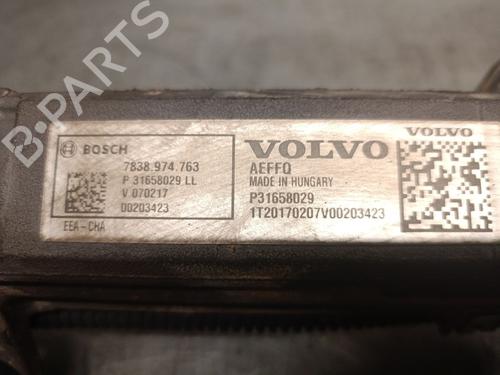 BOSCH
7838.974.763
P 31658029 LL
V 070217
00203423
EEA-CHA
VOLVO
AEFFQ
MADE IN HUNGARY
P31658029
1T20170207V00203423
VOLVO
B-PARTS